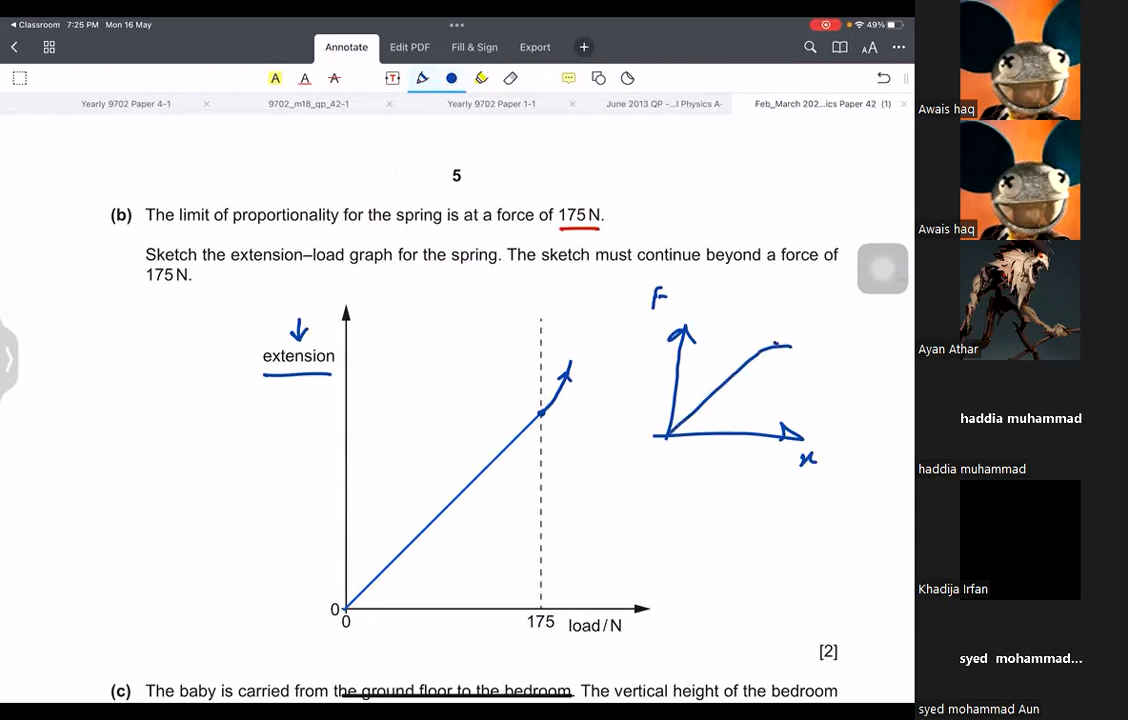 Classroom 7:25 PM Mon 16 May 49%
Annotate Edit PDF Fill & Sign Export
A A A T
Yearly 9702 Paper 4-1 × 9702_m18_qp_42-1 × Yearly 9702 Paper 1-1 × June 2013 QP -...l Physics A- Feb_March 202...ics Paper 42 (1) ×
5
(b) The limit of proportionality for the spring is at a force of 175 N.
Sketch the extension–load graph for the spring. The sketch must continue beyond a force of
175 N.
F
extension
x
0
0 175 load / N
[2]
(c) The baby is carried from the ground floor to the bedroom. The vertical height of the bedroom
Awais haq
Awais haq
Ayan Athar
haddia muhammad
haddia muhammad
Khadija Irfan
syed mohammad...
syed mohammad Aun